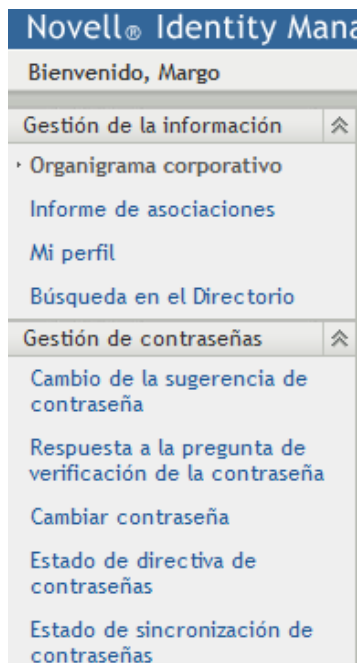 Novell® Identity Mana
Bienvenido, Margo
Gestión de la información
Organigrama corporativo
Informe de asociaciones
Mi perfil
Búsqueda en el Directorio
Gestión de contraseñas
Cambio de la sugerencia de
contraseña
Respuesta a la pregunta de
verificación de la contraseña
Cambiar contraseña
Estado de directiva de
contraseñas
Estado de sincronización de
contraseñas